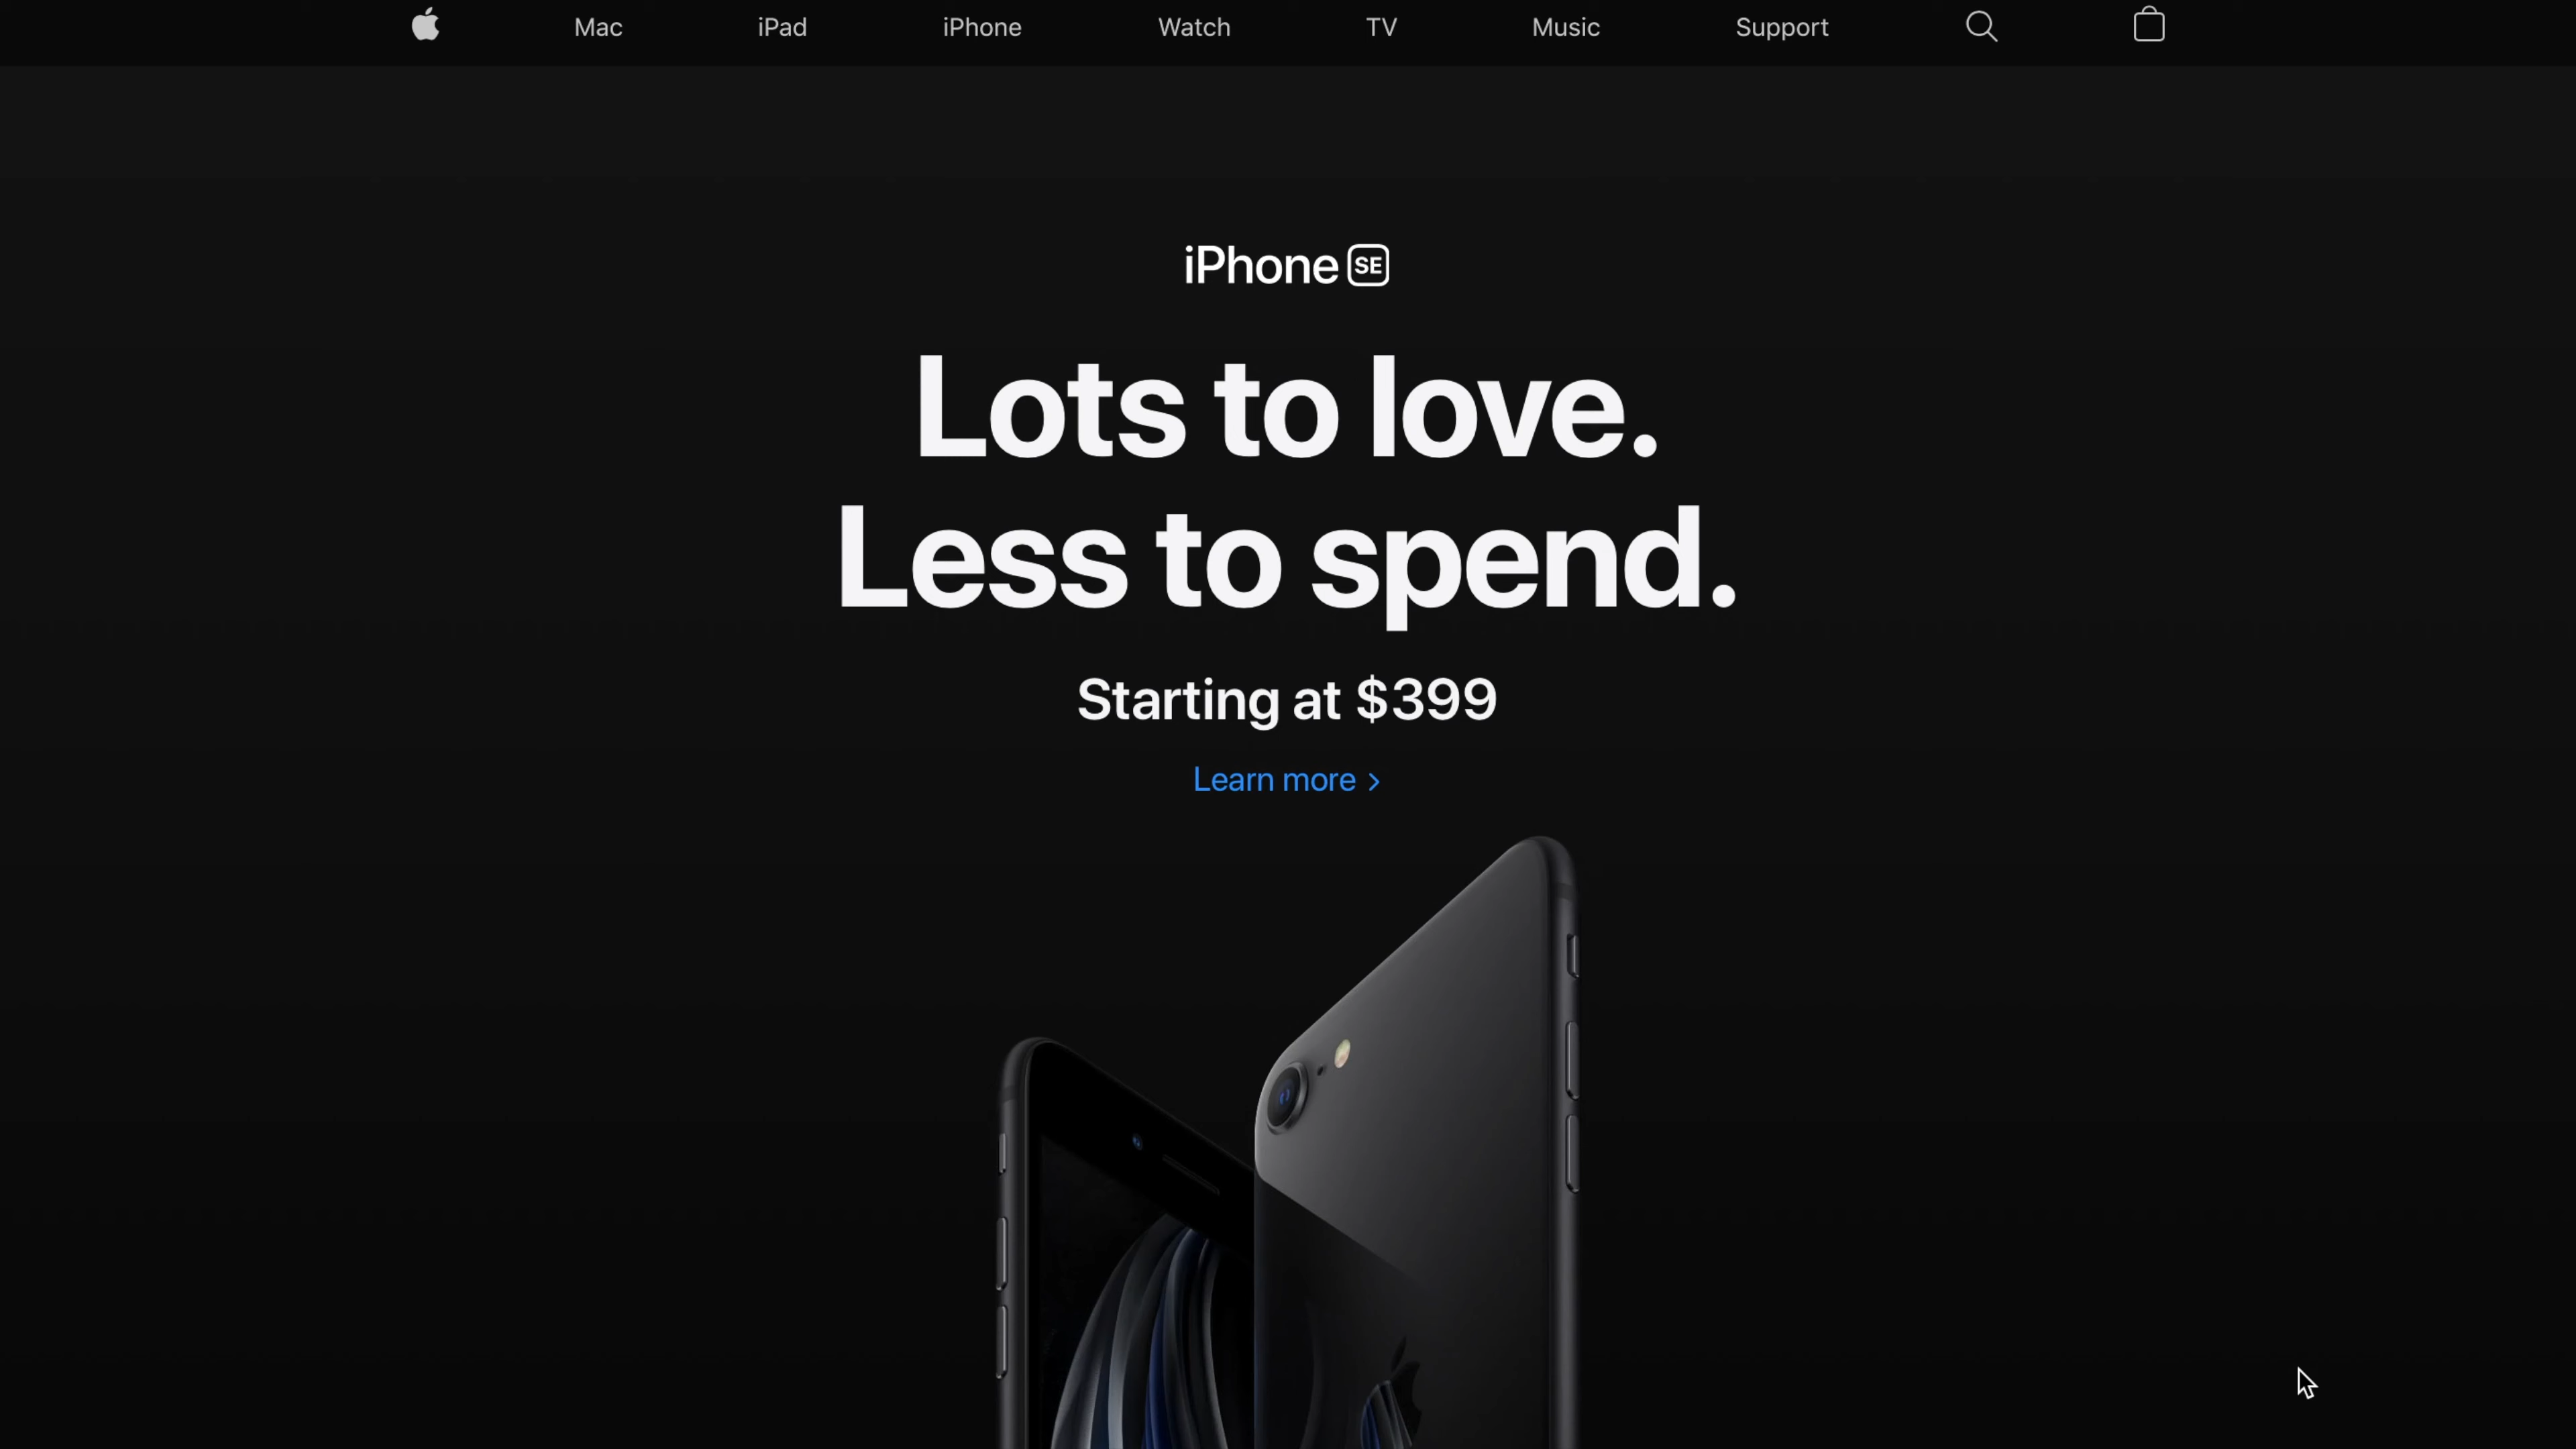 Mac iPad iPhone Watch TV Music Support
iPhone SE
Lots to love.
Less to spend.
Starting at $399
Learn more >